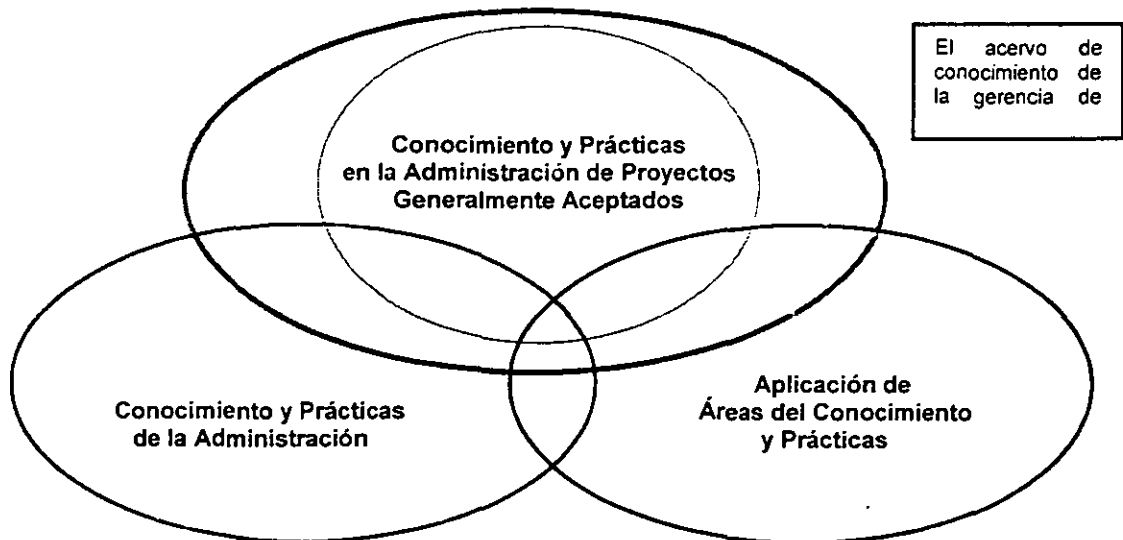 El acervo de
conocimiento de
la gerencia de
Conocimiento y Prácticas
en la Administración de Proyectos
Generalmente Aceptados
Conocimiento y Prácticas
de la Administración
Aplicación de
Áreas del Conocimiento
y Prácticas